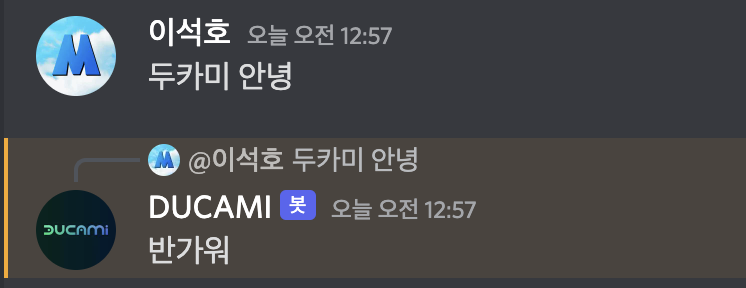 이석호 오늘 오전 12:57
두카미 안녕
@이석호 두카미 안녕
DUCAMI
DUCAMI 봇 오늘 오전 12:57
반가워